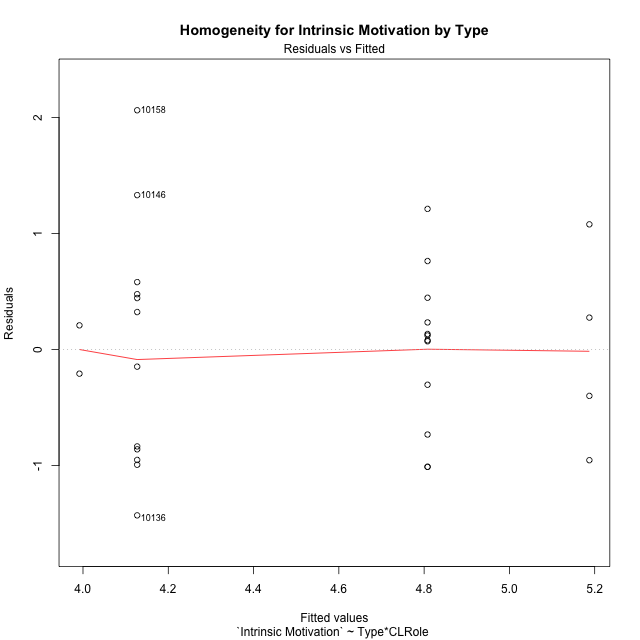 Homogeneity for Intrinsic Motivation by Type
Residuals vs Fitted
10158
10146
10136
2
1
0
-1
Residuals
4.0 4.2 4.4 4.6 4.8 5.0 5.2
Fitted values
`Intrinsic Motivation` ~ Type*CLRole